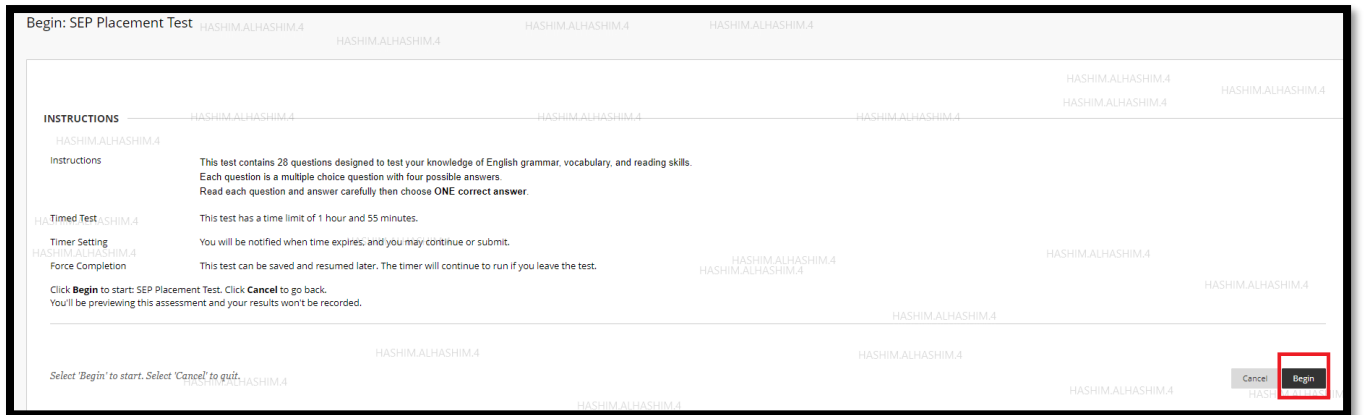 Begin: SEP Placement Test
HASHIM.ALHASHIM.4
HASHIM.ALHASHIM.4
HASHIM.ALHASHIM.4
HASHIM.ALHASHIM.4
HASHIM.ALHASHIM.4
HASHIM.ALHASHIM.4
HASHIM.ALHASHIM.4
INSTRUCTIONS
HASHIM.ALHASHIM.4
HASHIM.ALHASHIM.4
HASHIM.ALHASHIM.4
HASHIM.ALHASHIM.4
Instructions
This test contains 28 questions designed to test your knowledge of English grammar, vocabulary, and reading skills.
Each question is a multiple choice question with four possible answers.
Read each question and answer carefully then choose ONE correct answer.
Timed Test This test has a time limit of 1 hour and 55 minutes.
Timer Setting You will be notified when time expires, and you may continue or submit.
HASHIM.ALHASHIM.4
HASHIM.ALHASHIM.4
HASHIM.ALHASHIM.4
Force Completion This test can be saved and resumed later. The timer will continue to run if you leave the test.
HASHIM.ALHASHIM.4
Click Begin to start: SEP Placement Test. Click Cancel to go back.
HASHIM.ALHASHIM.4
You'll be previewing this assessment and your results won't be recorded.
HASHIM.ALHASHIM.4
HASHIM.ALHASHIM.4
HASHIM.ALHASHIM.4
Select 'Begin' to start. Select 'Cancel' to quit.
Cancel Begin
HASHIM.ALHASHIM.4
HASHIM.ALHASHIM.4
HASHIM.ALHASHIM.4